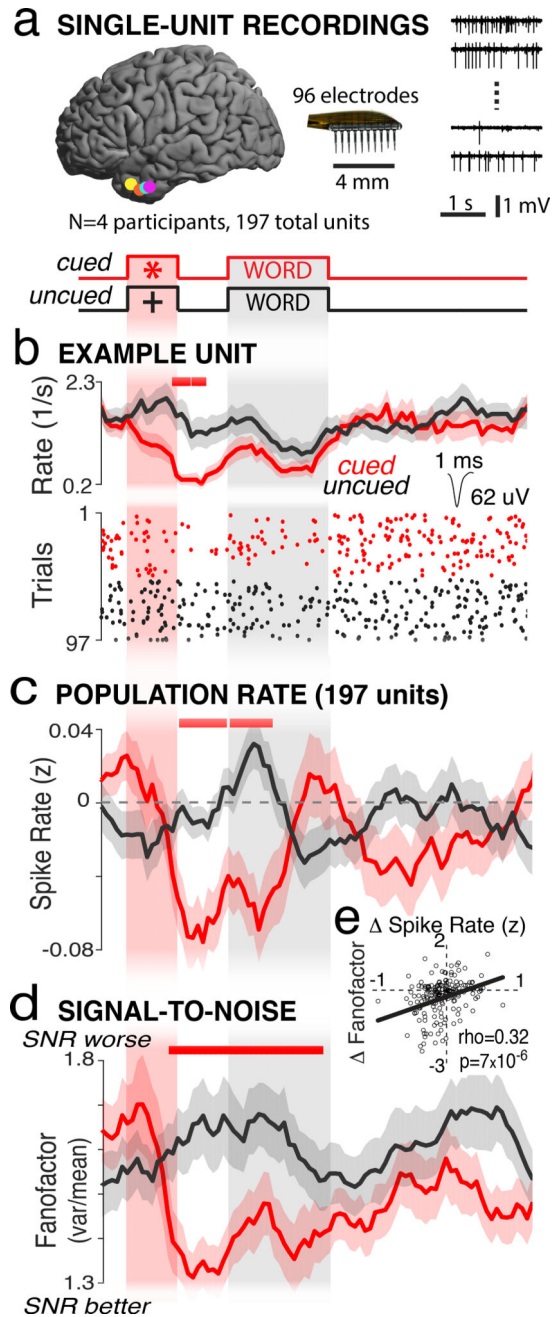 a SINGLE-UNIT RECORDINGS
96 electrodes
4 mm
1 s
1 mV
N=4 participants, 197 total units
cued * WORD
uncued + WORD
b EXAMPLE UNIT
2.3
Rate (1/s)
0.2
cued
uncued
1 ms
62 uV
1
Trials
97
c POPULATION RATE (197 units)
0.04
Spike Rate (z)
0
-0.08
e Δ Spike Rate (z)
2
-1
1
Δ Fanofactor
rho=0.32
p=7x10⁻⁶
-3
d SIGNAL-TO-NOISE
SNR worse
1.8
Fanofactor
(var/mean)
1.3
SNR better